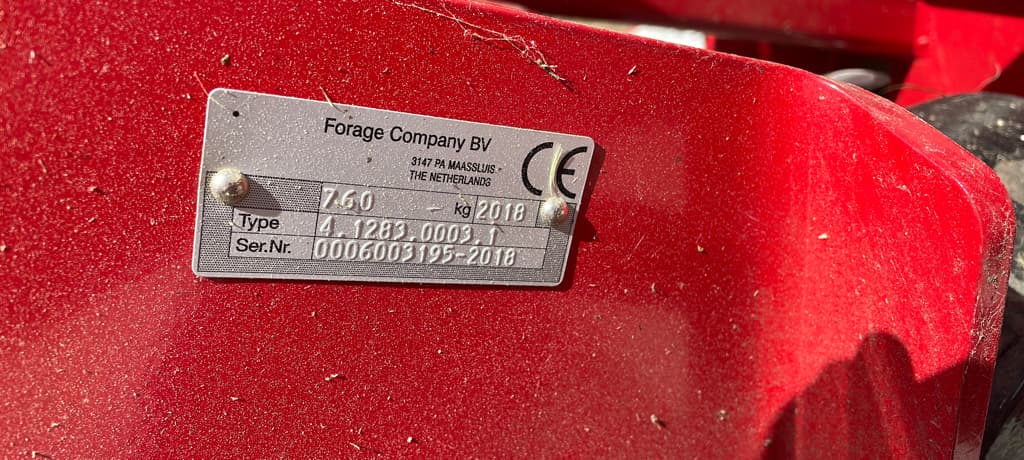 Forage Company BV
3147 PA MAASSLUIS -
THE NETHERLANDS
CE
760 kg 2018
Type 4.1283.0003.1
Ser.Nr. 0006003195-2018